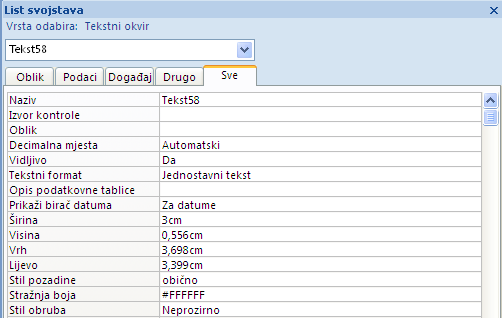 List svojstava
Vrsta odabira: Tekstni okvir
Tekst58
Oblik Podaci Događaj Drugo Sve
Naziv Tekst58
Izvor kontrole
Oblik
Decimalna mjesta Automatski
Vidljivo Da
Tekstni format Jednostavni tekst
Opis podatkovne tablice
Prikaži birač datuma Za datume
Širina 3cm
Visina 0,556cm
Vrh 3,698cm
Lijevo 3,399cm
Stil pozadine obično
Stražnja boja #FFFFFF
Stil obruba Neprozirno